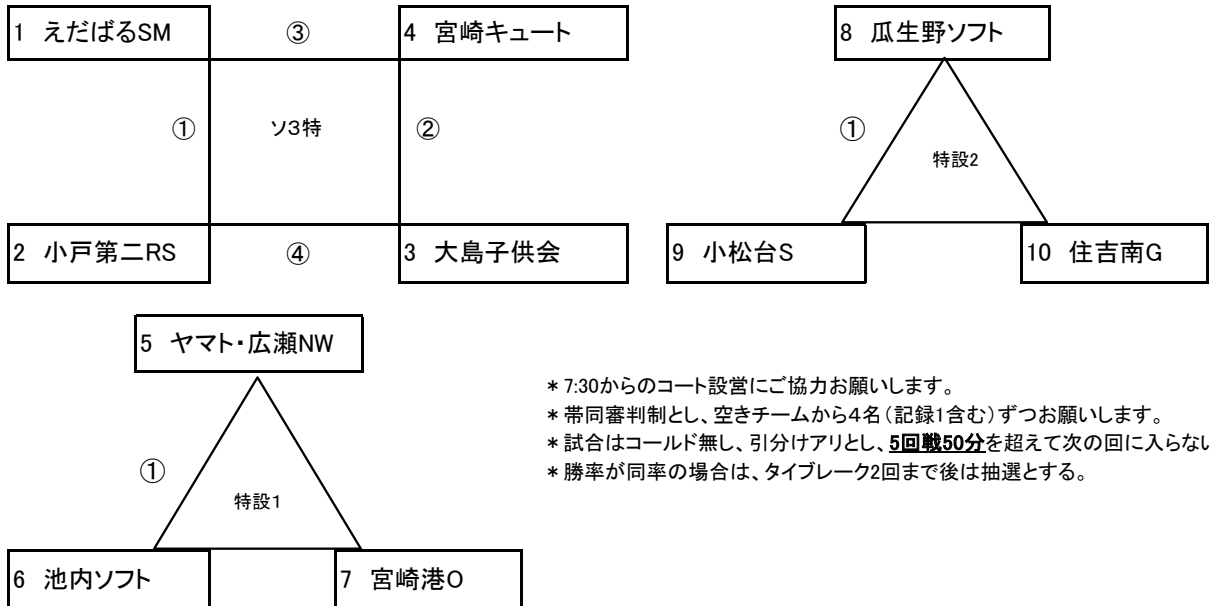 1 えだばるSM
③
4 宮崎キュート
①
ソ3特
②
2 小戸第二RS
④
3 大島子供会
8 瓜生野ソフト
①
特設2
9 小松台S
10 住吉南G
5 ヤマト・広瀬NW
①
特設1
6 池内ソフト
7 宮崎港O
＊7:30からのコート設営にご協力お願いします。
＊帯同審判制とし、空きチームから4名（記録1含む）ずつお願いします。
＊試合はコールド無し、引分けアリとし、5回戦50分を超えて次の回に入らない
＊勝率が同率の場合は、タイブレーク2回まで後は抽選とする。